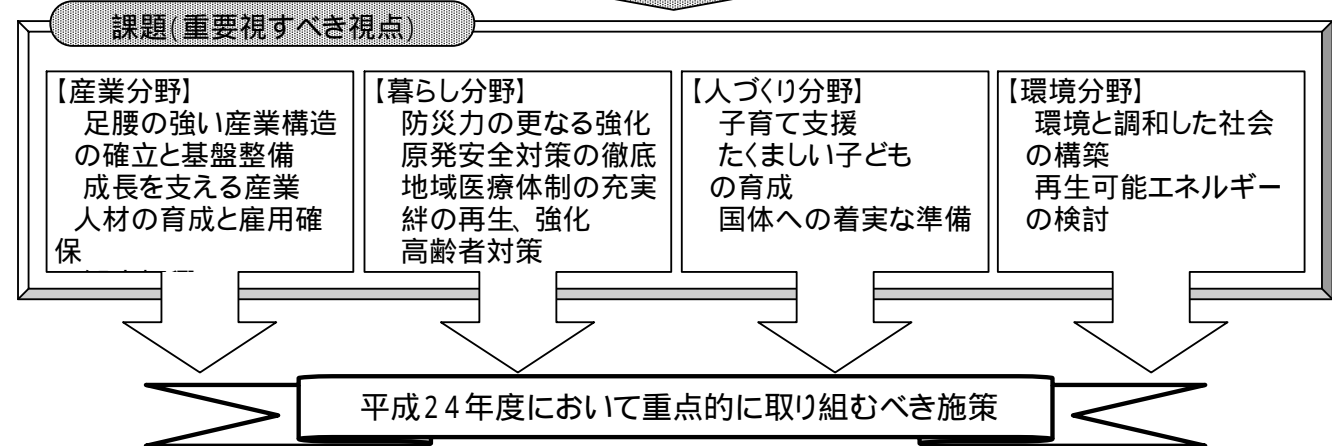 課題(重要視すべき視点)
【産業分野】
足腰の強い産業構造
の確立と基盤整備
成長を支える産業
人材の育成と雇用確
保
【暮らし分野】
防災力の更なる強化
原発安全対策の徹底
地域医療体制の充実
絆の再生、強化
高齢者対策
【人づくり分野】
子育て支援
たくましい子ども
の育成
国体への着実な準備
【環境分野】
環境と調和した社会
の構築
再生可能エネルギー
の検討
平成24年度において重点的に取り組むべき施策